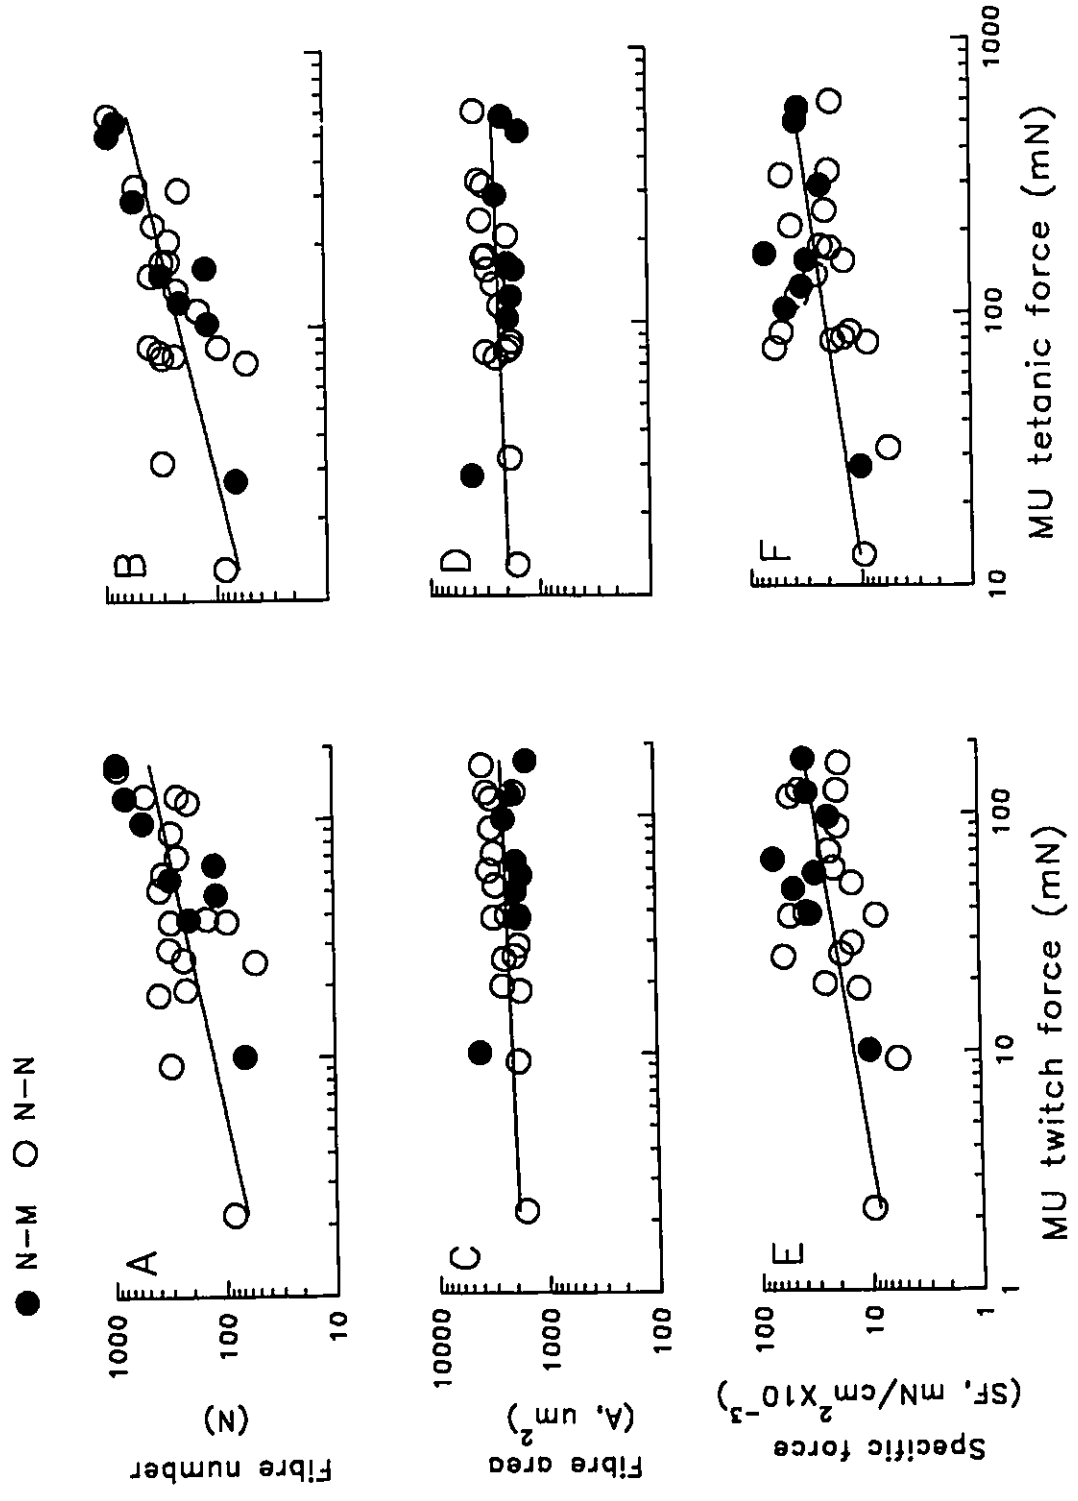 ● N-M ○ N-N
A
B
Fibre number
(N)
1000
100
10
C
D
Fibre area
(A, um²)
10000
1000
E
F
Specific force
(SF, mN/cm²X10⁻³)
100
10
1
1
10
100
MU twitch force (mN)
10
100
1000
MU tetanic force (mN)